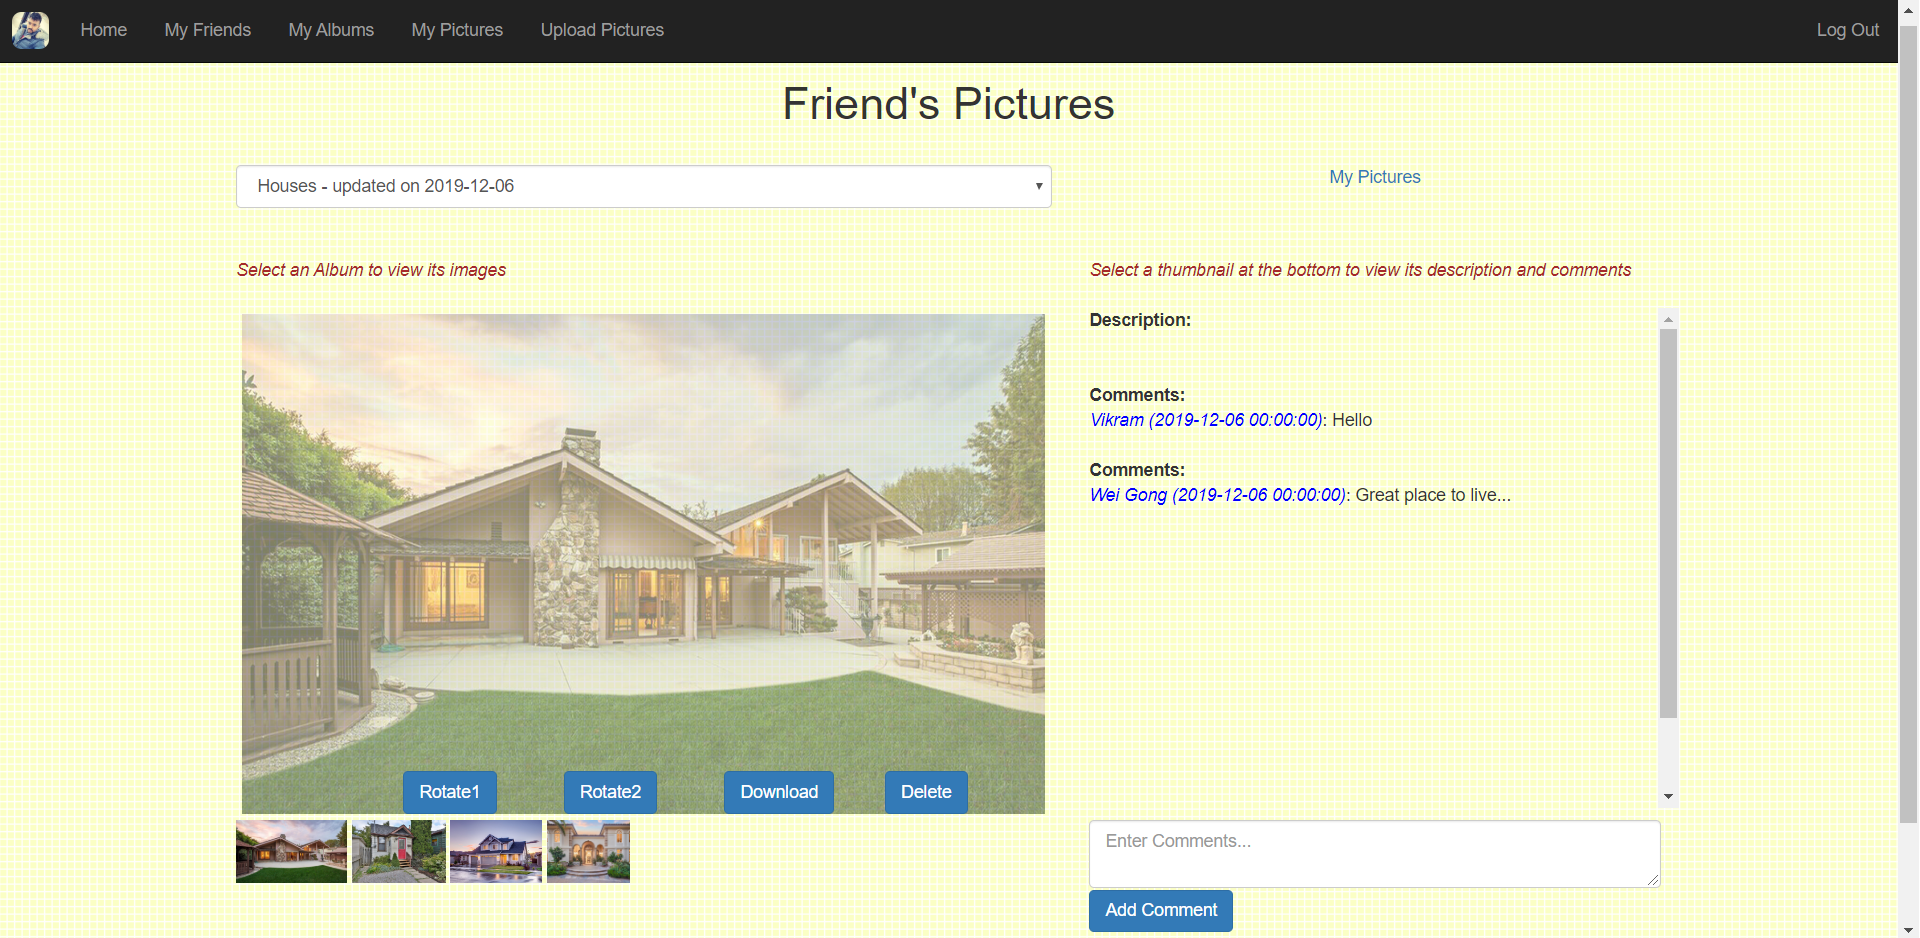 Home My Friends My Albums My Pictures Upload Pictures Log Out
Friend's Pictures
Houses - updated on 2019-12-06
My Pictures
Select an Album to view its images
Select a thumbnail at the bottom to view its description and comments
Description:
Comments:
Vikram (2019-12-06 00:00:00): Hello
Comments:
Wei Gong (2019-12-06 00:00:00): Great place to live...
Rotate1 Rotate2 Download Delete
Enter Comments...
Add Comment